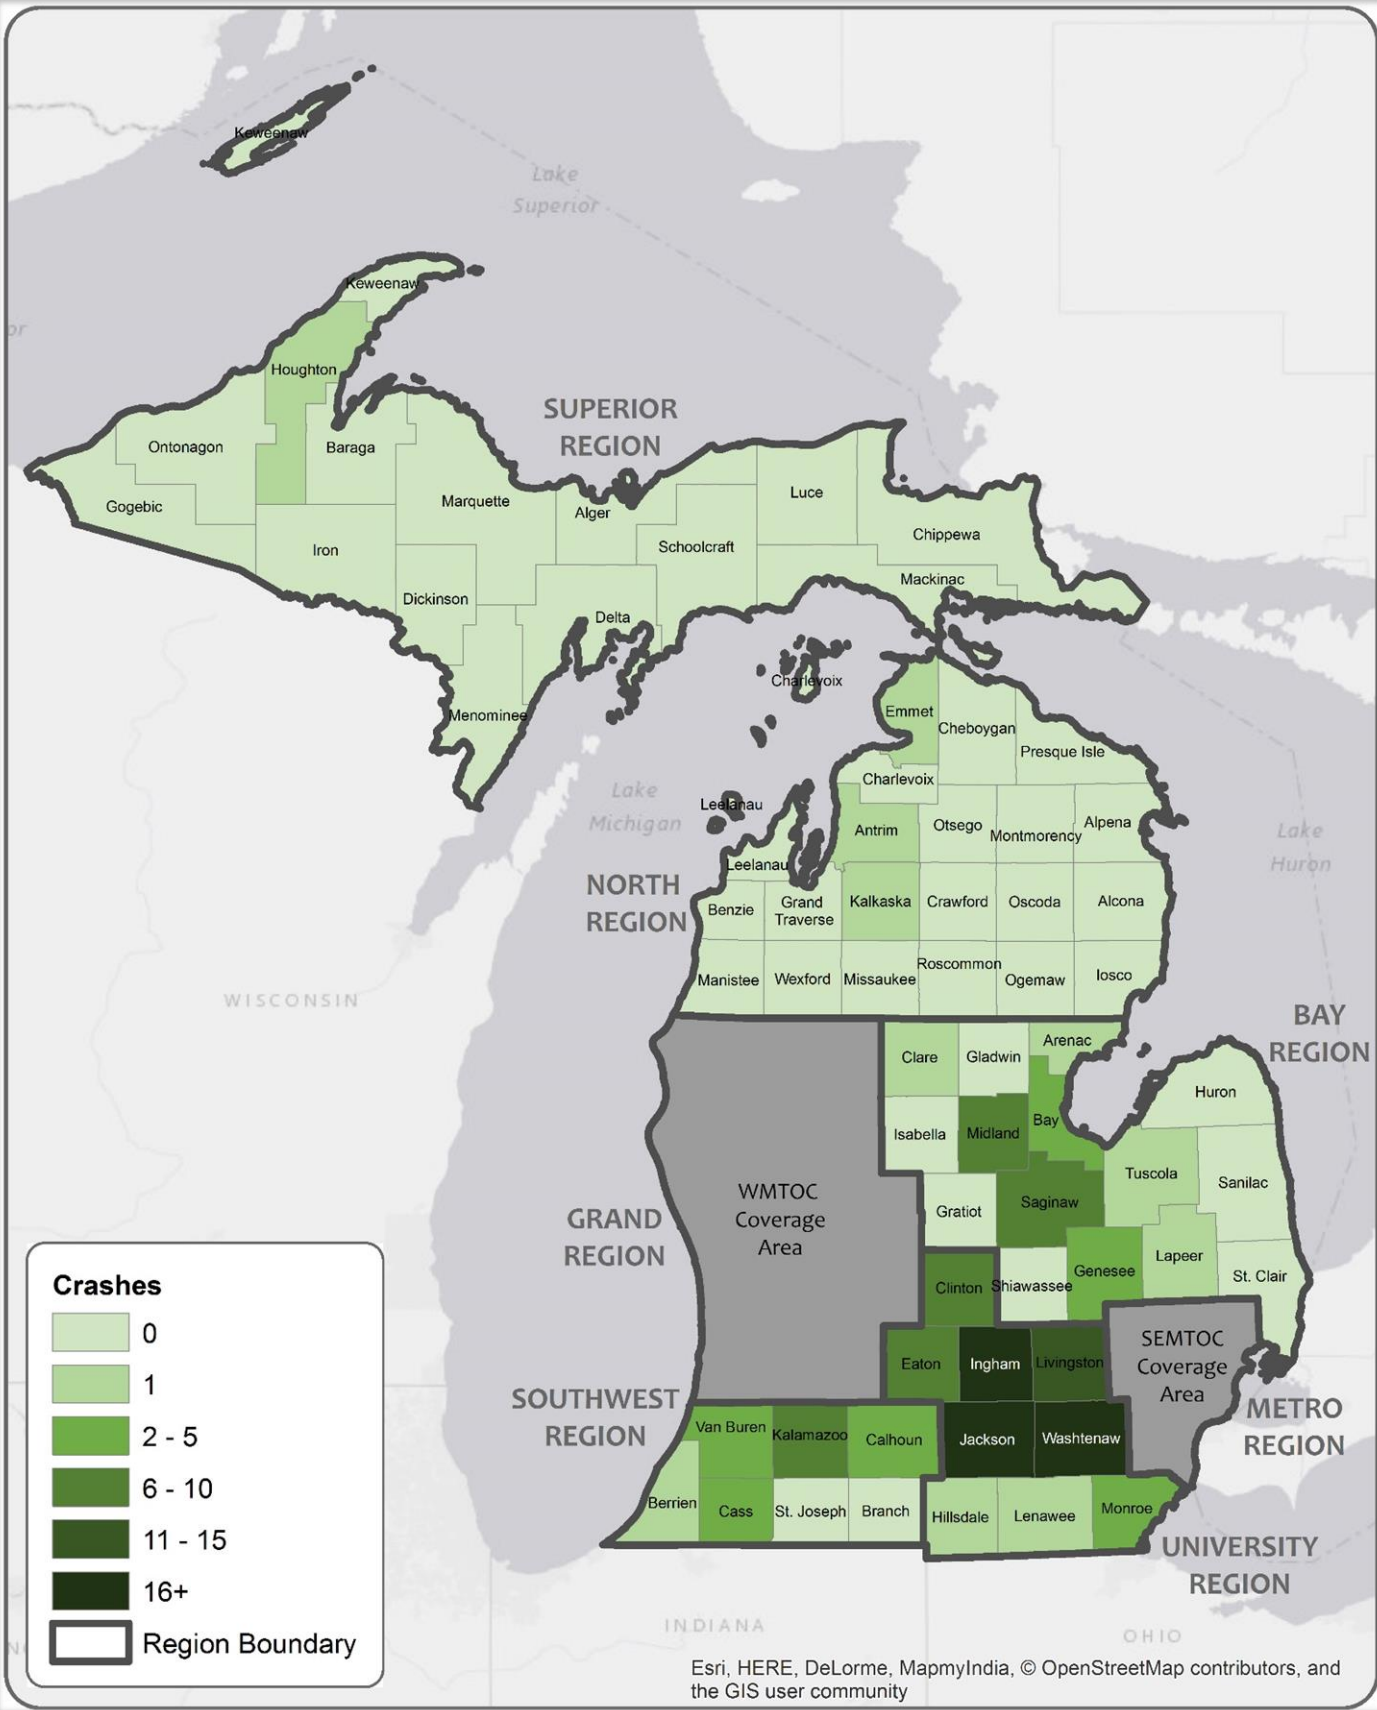 Keweenaw
Lake
Superior
Keweenaw
or
Houghton
SUPERIOR
REGION
Ontonagon
Baraga
Gogebic
Marquette
Alger
Luce
Iron
Schoolcraft
Chippewa
Mackinac
Dickinson
Delta
Menominee
Charlevoix
Emmet
Cheboygan
Presque Isle
Charlevoix
Lake
Michigan
Leelanau
Antrim
Otsego
Montmorency
Alpena
Lake
Huron
Leelanau
NORTH
REGION
Benzie
Grand
Traverse
Kalkaska
Crawford
Oscoda
Alcona
Manistee
Wexford
Missaukee
Roscommon
Ogemaw
Iosco
WISCONSIN
BAY
REGION
Clare
Gladwin
Arenac
Huron
Isabella
Midland
Bay
Tuscola
Sanilac
WMTOC
Coverage
Area
Gratiot
Saginaw
GRAND
REGION
Clinton
Shiawassee
Genesee
Lapeer
St. Clair
Eaton
Ingham
Livingston
SEMTOC
Coverage
Area
SOUTHWEST
REGION
METRO
REGION
Van Buren
Kalamazoo
Calhoun
Jackson
Washtenaw
Berrien
Cass
St. Joseph
Branch
Hillsdale
Lenawee
Monroe
UNIVERSITY
REGION
Crashes
0
1
2 - 5
6 - 10
11 - 15
16+
Region Boundary
INDIANA
OHIO
Esri, HERE, DeLorme, MapmyIndia, © OpenStreetMap contributors, and
the GIS user community